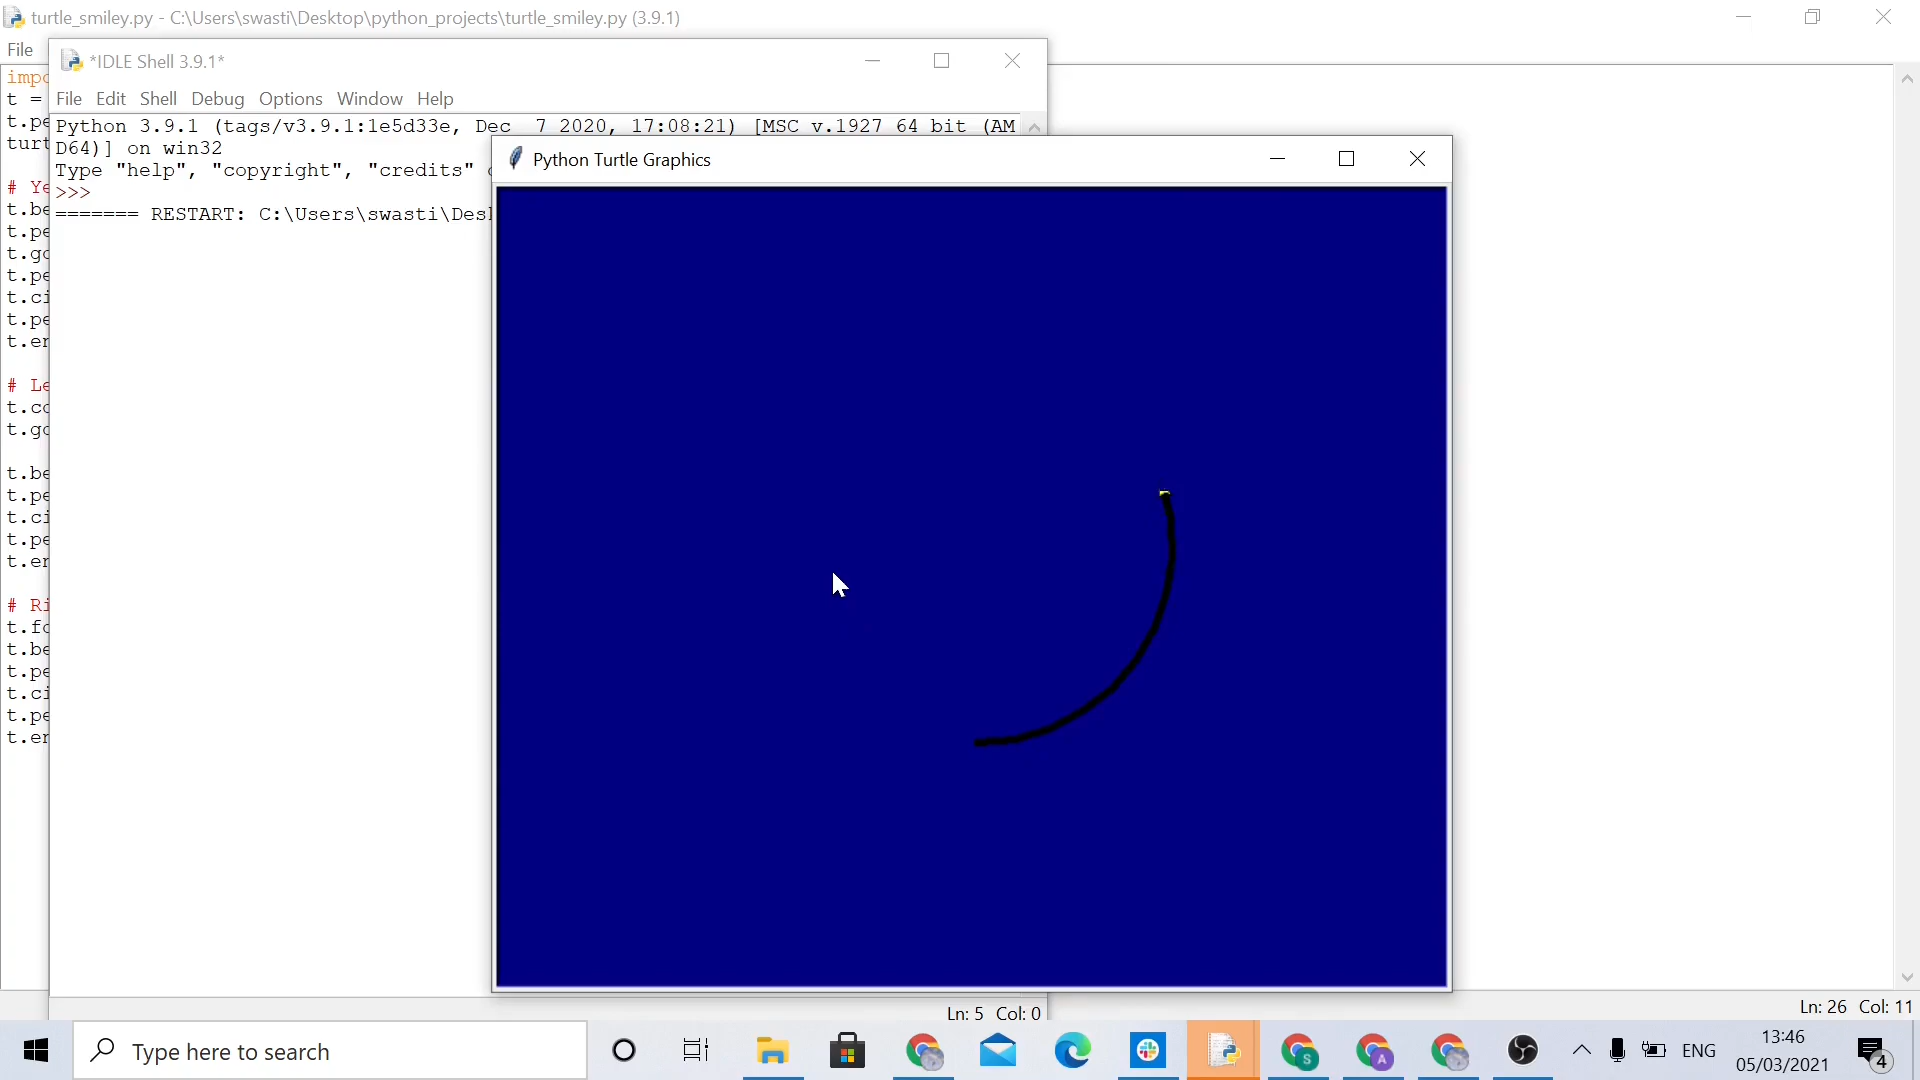 turtle_smiley.py - C:\Users\swasti\Desktop\python_projects\turtle_smiley.py (3.9.1)
File
*IDLE Shell 3.9.1*
File Edit Shell Debug Options Window Help
Python 3.9.1 (tags/v3.9.1:1e5d33e, Dec  7 2020, 17:08:21) [MSC v.1927 64 bit (AM
D64)] on win32
Type "help", "copyright", "credits"
>>>
======= RESTART: C:\Users\swasti\Des
impo
t =
t.pe
turt
# Ye
t.be
t.pe
t.go
t.pe
t.ci
t.pe
t.en
# Le
t.co
t.go
t.be
t.pe
t.ci
t.pe
t.en
# Ri
t.fo
t.be
t.pe
t.ci
t.pe
t.en
Python Turtle Graphics
Ln: 5 Col: 0
Ln: 26 Col: 11
Type here to search
S
A
ENG
13:46
05/03/2021
4